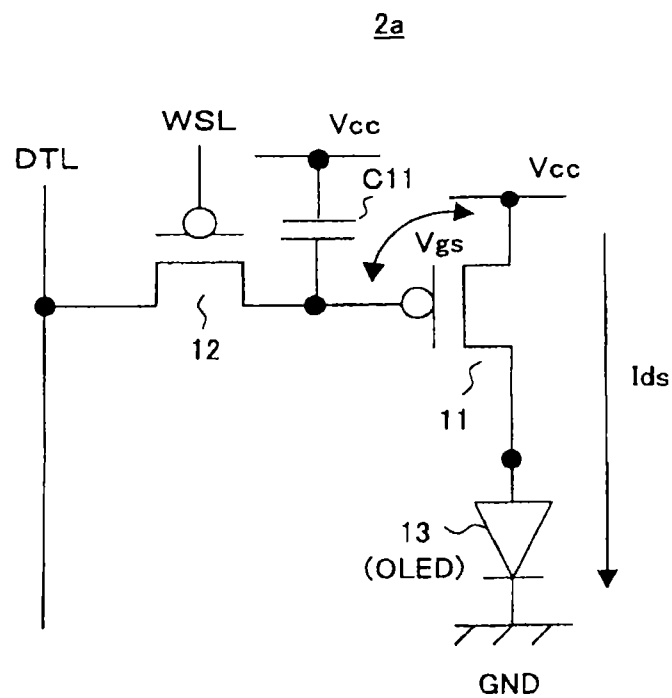 2a
WSL
Vcc
DTL
C11
Vcc
Vgs
12
11
Ids
13
(OLED)
GND